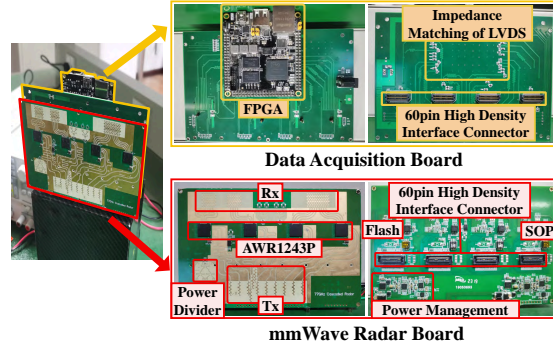 Impedance
Matching of LVDS
FPGA
60pin High Density
Interface Connector
Data Acquisition Board
Rx
60pin High Density
Interface Connector
Flash
SOP
AWR1243P
Power
Divider
Tx
Power Management
mmWave Radar Board